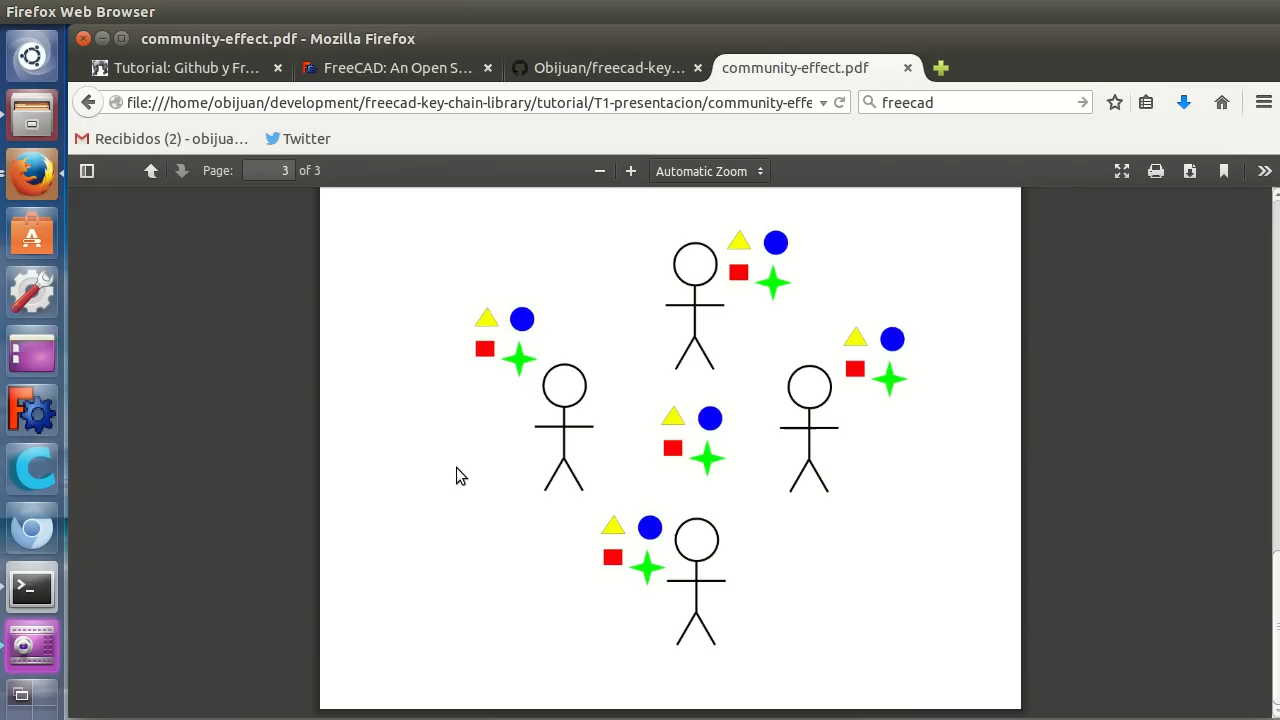 Firefox Web Browser
community-effect.pdf - Mozilla Firefox
Tutorial: Github y Fr...
FreeCAD: An Open S...
Obijuan/freecad-key...
community-effect.pdf
file:///home/obijuan/development/freecad-key-chain-library/tutorial/T1-presentacion/community-effe
freecad
Recibidos (2) - obijua...
Twitter
Page:
3
of 3
Automatic Zoom